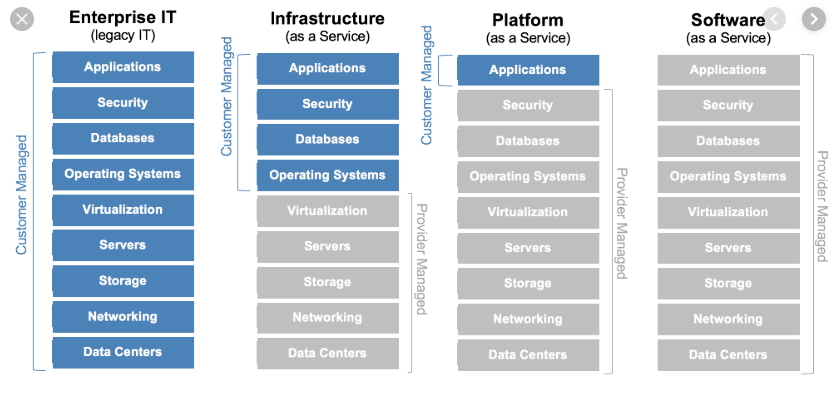 Enterprise IT
(legacy IT)
Customer Managed
Applications
Security
Databases
Operating Systems
Virtualization
Servers
Storage
Networking
Data Centers
Infrastructure
(as a Service)
Customer Managed
Applications
Security
Databases
Operating Systems
Virtualization
Servers
Storage
Networking
Data Centers
Provider Managed
Platform
(as a Service)
Customer Managed
Applications
Security
Databases
Operating Systems
Virtualization
Servers
Storage
Networking
Data Centers
Provider Managed
Software
(as a Service)
Applications
Security
Databases
Operating Systems
Virtualization
Servers
Storage
Networking
Data Centers
Provider Managed